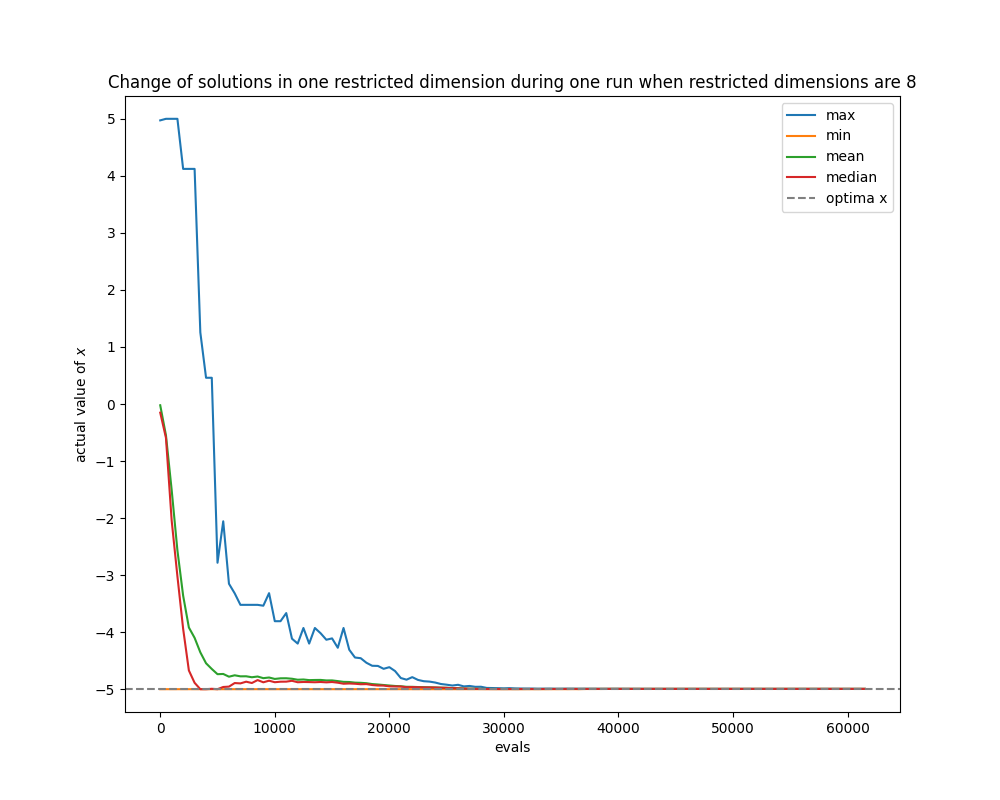 Change of solutions in one restricted dimension during one run when restricted dimensions are 8
max
min
mean
median
optima x
actual value of x
5
4
3
2
1
0
−1
−2
−3
−4
−5
0
10000
20000
30000
40000
50000
60000
evals